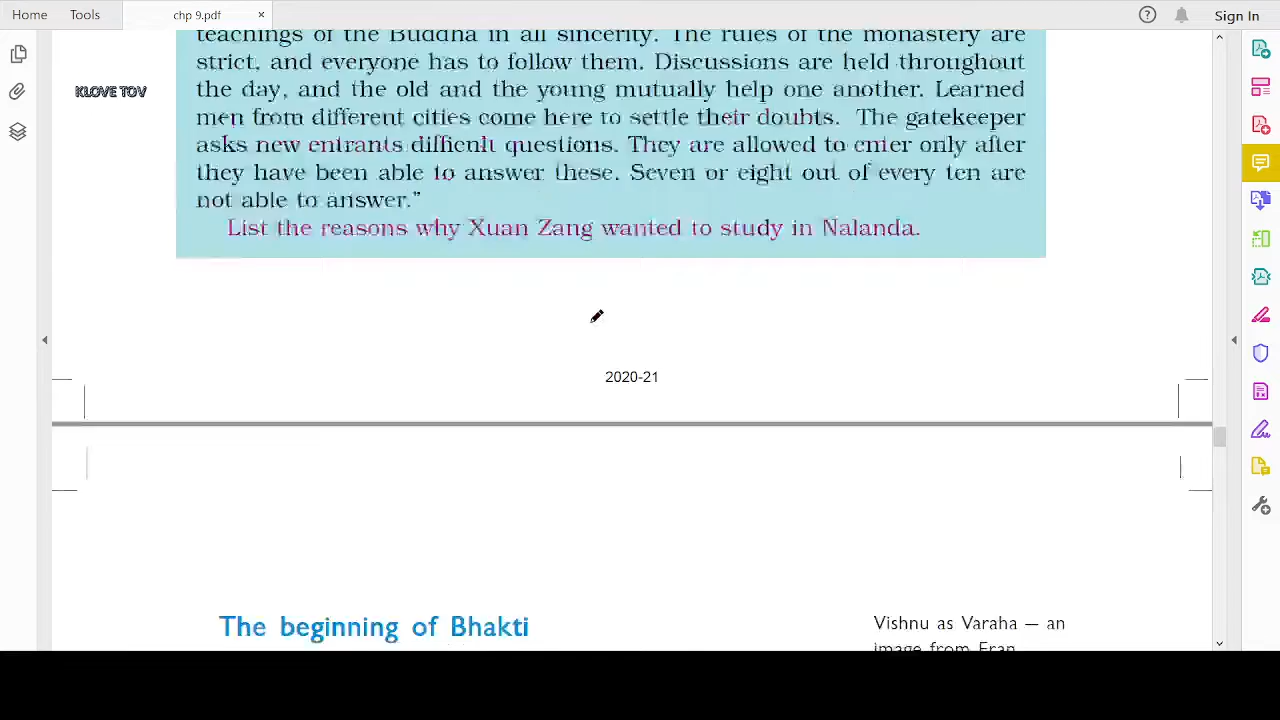 Home Tools chp 9.pdf × Sign In
teachings of the Buddha in all sincerity. The rules of the monastery are
strict, and everyone has to follow them. Discussions are held throughout
the day, and the old and the young mutually help one another. Learned
men from different cities come here to settle their doubts. The gatekeeper
asks new entrants difficult questions. They are allowed to enter only after
they have been able to answer these. Seven or eight out of every ten are
not able to answer.”
List the reasons why Xuan Zang wanted to study in Nalanda.
KLOVE TOV
2020-21
The beginning of Bhakti
Vishnu as Varaha — an
image from Eran